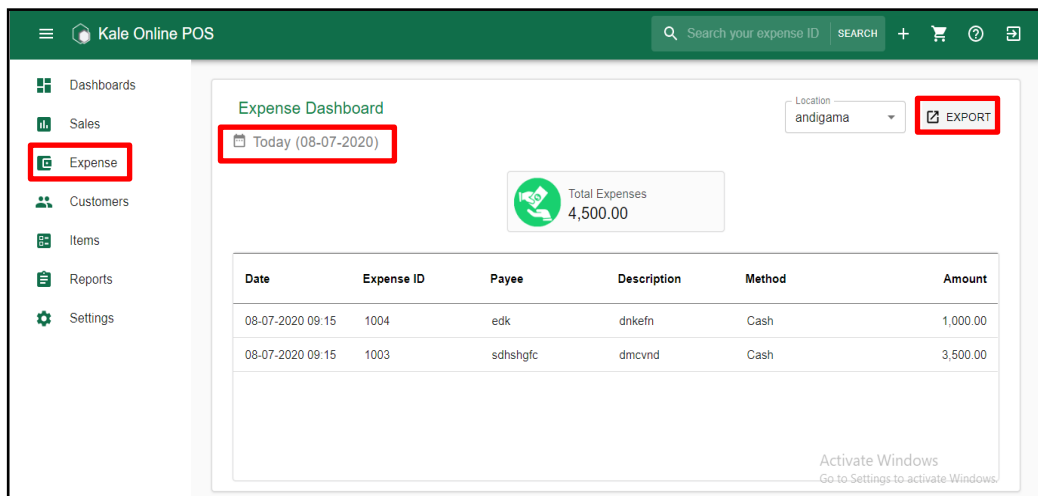 Kale Online POS
Search your expense ID SEARCH
Dashboards
Sales
Expense
Customers
Items
Reports
Settings
Expense Dashboard
Location
andigama
EXPORT
Today (08-07-2020)
Total Expenses
4,500.00
Date Expense ID Payee Description Method Amount
08-07-2020 09:15 1004 edk dnkefn Cash 1,000.00
08-07-2020 09:15 1003 sdhshgfc dmcvnd Cash 3,500.00
Activate Windows
Go to Settings to activate Windows.